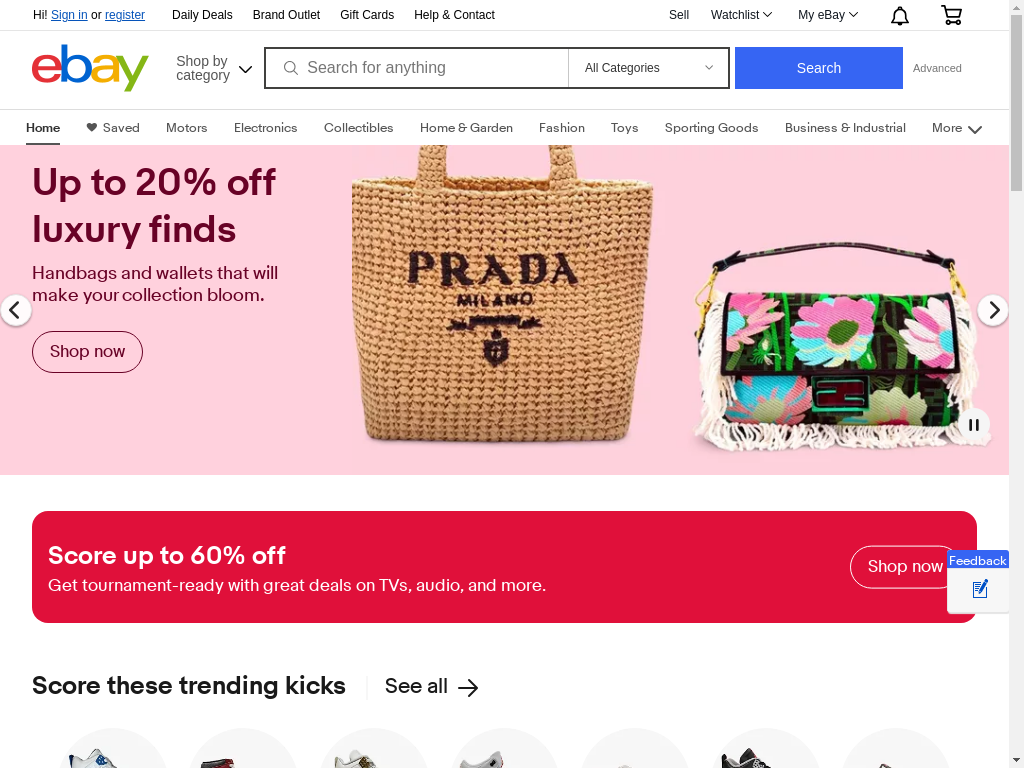 Hi! Sign in or register
Daily Deals
Brand Outlet
Gift Cards
Help & Contact
Sell
Watchlist
My eBay
ebay
Shop by
category
Search for anything
All Categories
Search
Advanced
Home
Saved
Motors
Electronics
Collectibles
Home & Garden
Fashion
Toys
Sporting Goods
Business & Industrial
More
Up to 20% off
luxury finds
Handbags and wallets that will
make your collection bloom.
Shop now
PRADA
MILANO
Score up to 60% off
Get tournament-ready with great deals on TVs, audio, and more.
Shop now
Feedback
Score these trending kicks
See all